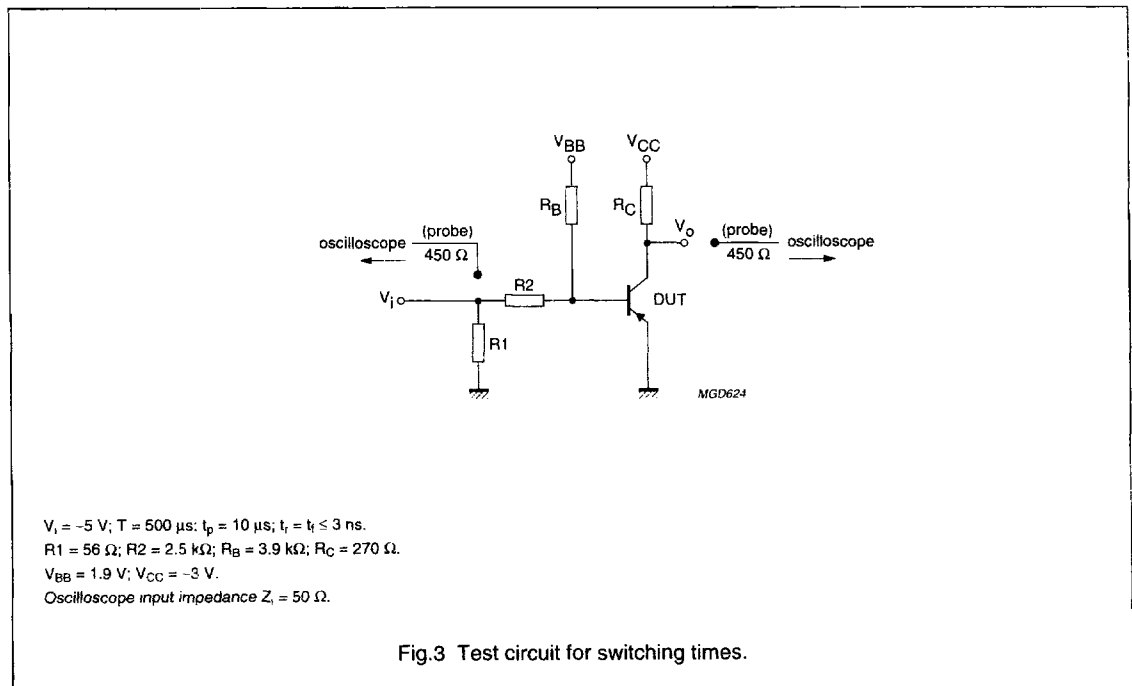 V_BB
V_CC
R_B
R_C
V_o
(probe)
oscilloscope
450 Ω
(probe)
oscilloscope
450 Ω
R2
DUT
V_i
R1
MGD624
V_i = −5 V; T = 500 µs: t_p = 10 µs; t_r = t_f ≤ 3 ns.
R1 = 56 Ω; R2 = 2.5 kΩ; R_B = 3.9 kΩ; R_C = 270 Ω.
V_BB = 1.9 V; V_CC = −3 V.
Oscilloscope input impedance Z_i = 50 Ω.
Fig.3 Test circuit for switching times.